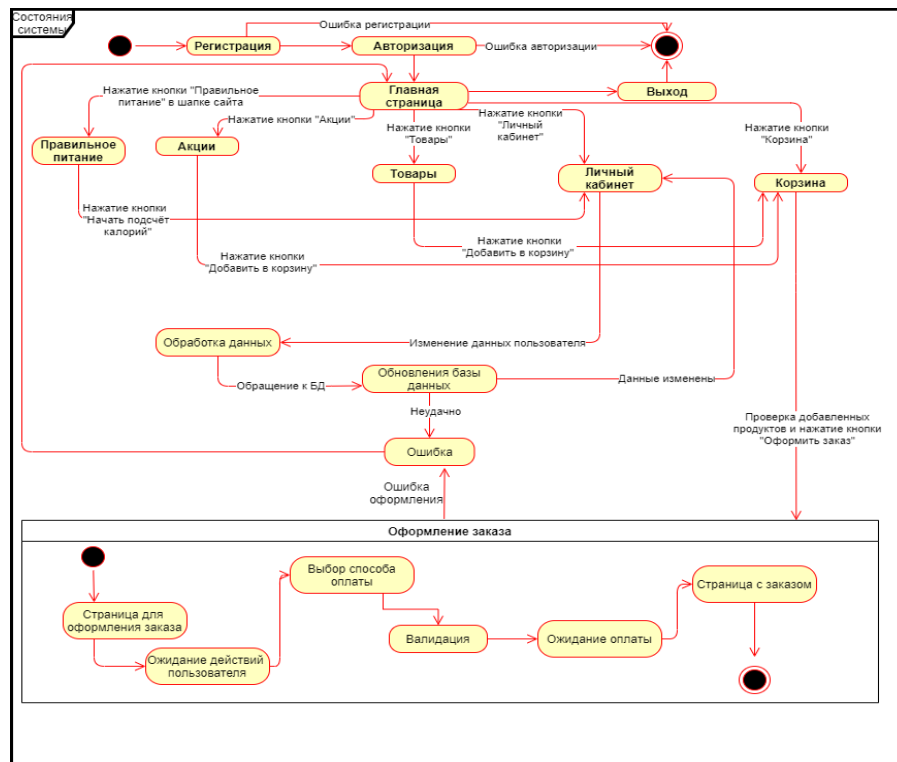 Состояния
системы
Ошибка регистрации
Регистрация
Авторизация
Ошибка авторизации
Нажатие кнопки "Правильное
питание" в шапке сайта
Главная
страница
Выход
Нажатие кнопки "Акции"
Нажатие кнопки
"Товары"
Нажатие кнопки
"Личный
кабинет"
Нажатие кнопки
"Корзина"
Правильное
питание
Акции
Товары
Личный
кабинет
Корзина
Нажатие кнопки
"Начать подсчёт
калорий"
Нажатие кнопки
"Добавить в корзину"
Нажатие кнопки
"Добавить в корзину"
Обработка данных
Изменение данных пользователя
Обращение к БД
Обновления базы
данных
Данные изменены
Неудачно
Ошибка
Проверка добавленных
продуктов и нажатие кнопки
"Оформить заказ"
Ошибка
оформления
Оформление заказа
Страница для
оформления заказа
Ожидание действий
пользователя
Выбор способа
оплаты
Валидация
Ожидание оплаты
Страница с заказом